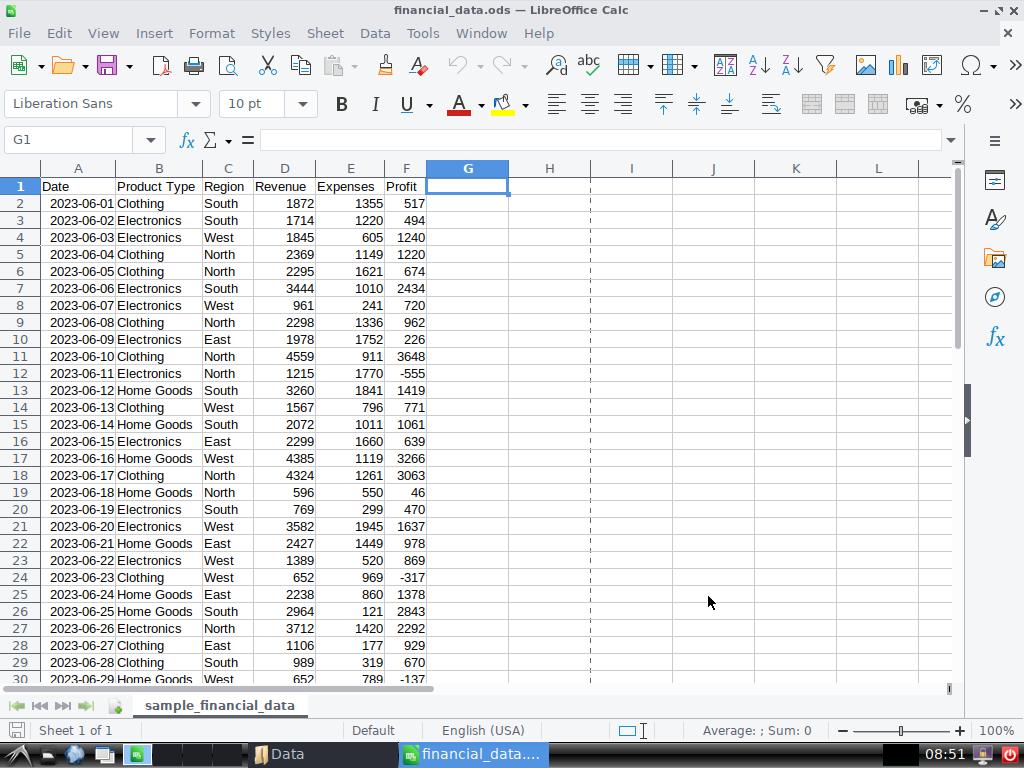 financial_data.ods — LibreOffice Calc
File Edit View Insert Format Styles Sheet Data Tools Window Help
Liberation Sans 10 pt
G1
A B C D E F G H I J K L
1 Date Product Type Region Revenue Expenses Profit
2 2023-06-01 Clothing South 1872 1355 517
3 2023-06-02 Electronics South 1714 1220 494
4 2023-06-03 Electronics West 1845 605 1240
5 2023-06-04 Clothing North 2369 1149 1220
6 2023-06-05 Clothing North 2295 1621 674
7 2023-06-06 Electronics South 3444 1010 2434
8 2023-06-07 Electronics West 961 241 720
9 2023-06-08 Clothing North 2298 1336 962
10 2023-06-09 Electronics East 1978 1752 226
11 2023-06-10 Clothing North 4559 911 3648
12 2023-06-11 Electronics North 1215 1770 -555
13 2023-06-12 Home Goods South 3260 1841 1419
14 2023-06-13 Clothing West 1567 796 771
15 2023-06-14 Home Goods South 2072 1011 1061
16 2023-06-15 Electronics East 2299 1660 639
17 2023-06-16 Home Goods West 4385 1119 3266
18 2023-06-17 Clothing North 4324 1261 3063
19 2023-06-18 Home Goods North 596 550 46
20 2023-06-19 Electronics South 769 299 470
21 2023-06-20 Electronics West 3582 1945 1637
22 2023-06-21 Home Goods East 2427 1449 978
23 2023-06-22 Electronics West 1389 520 869
24 2023-06-23 Clothing West 652 969 -317
25 2023-06-24 Home Goods East 2238 860 1378
26 2023-06-25 Home Goods South 2964 121 2843
27 2023-06-26 Electronics North 3712 1420 2292
28 2023-06-27 Clothing East 1106 177 929
29 2023-06-28 Clothing South 989 319 670
30 2023-06-29 Home Goods West 652 789 -137
sample_financial_data
Sheet 1 of 1 Default English (USA) Average: ; Sum: 0 100%
Data financial_data.... 08:51